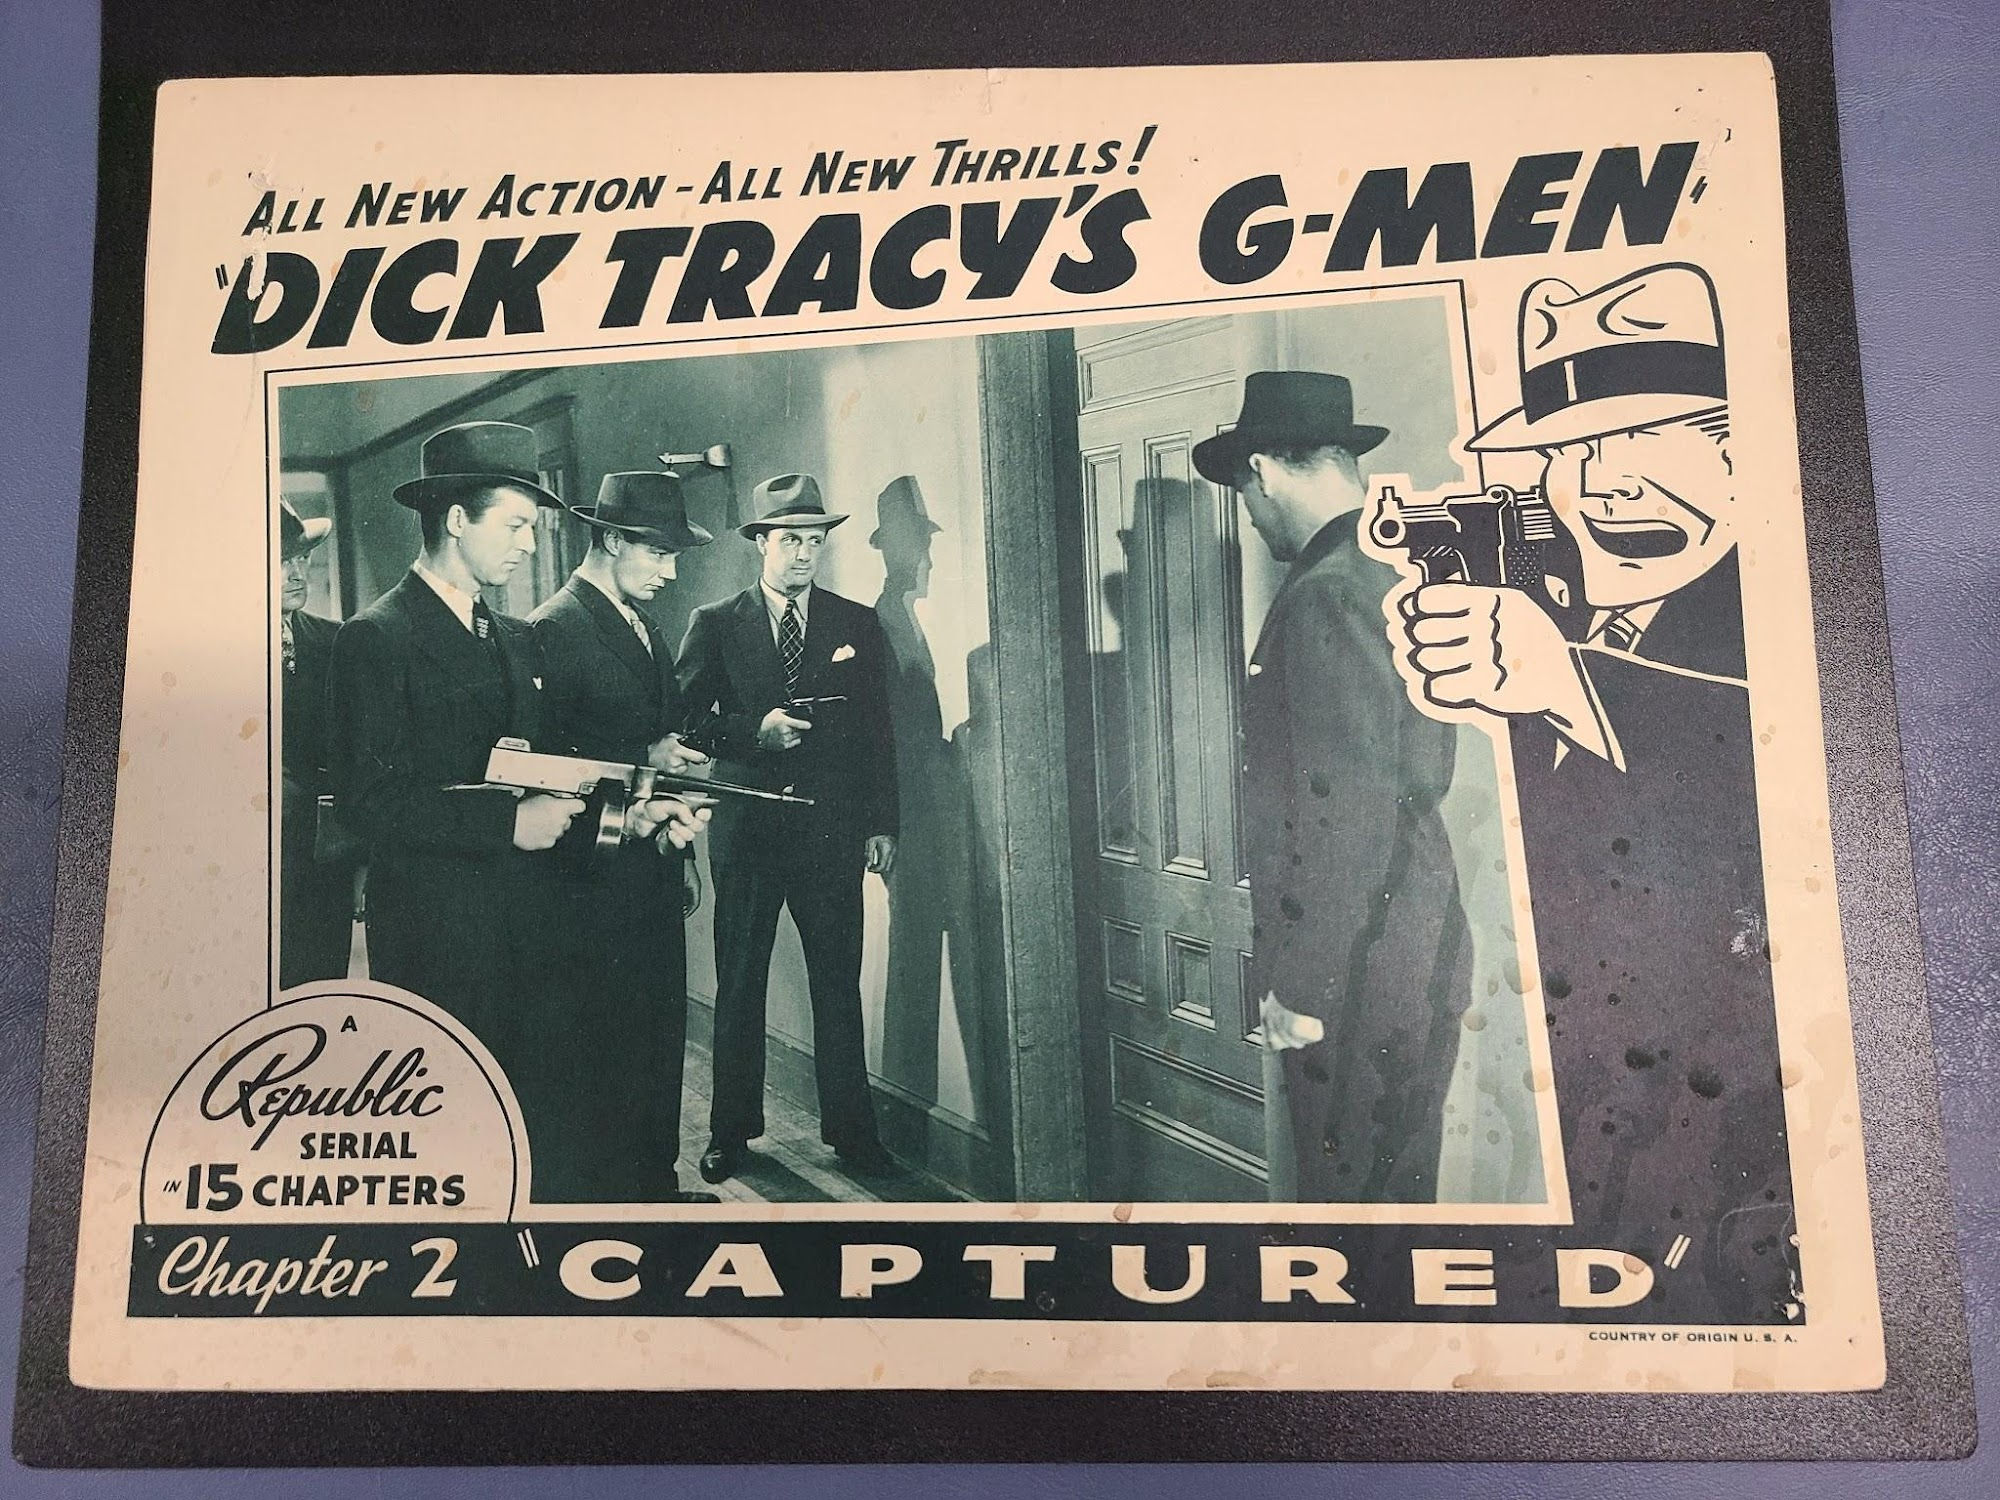 ALL NEW ACTION - ALL NEW THRILLS!
"DICK TRACY'S G-MEN"
A
Republic
SERIAL
IN 15 CHAPTERS
Chapter 2 "CAPTURED"
COUNTRY OF ORIGIN U. S. A.